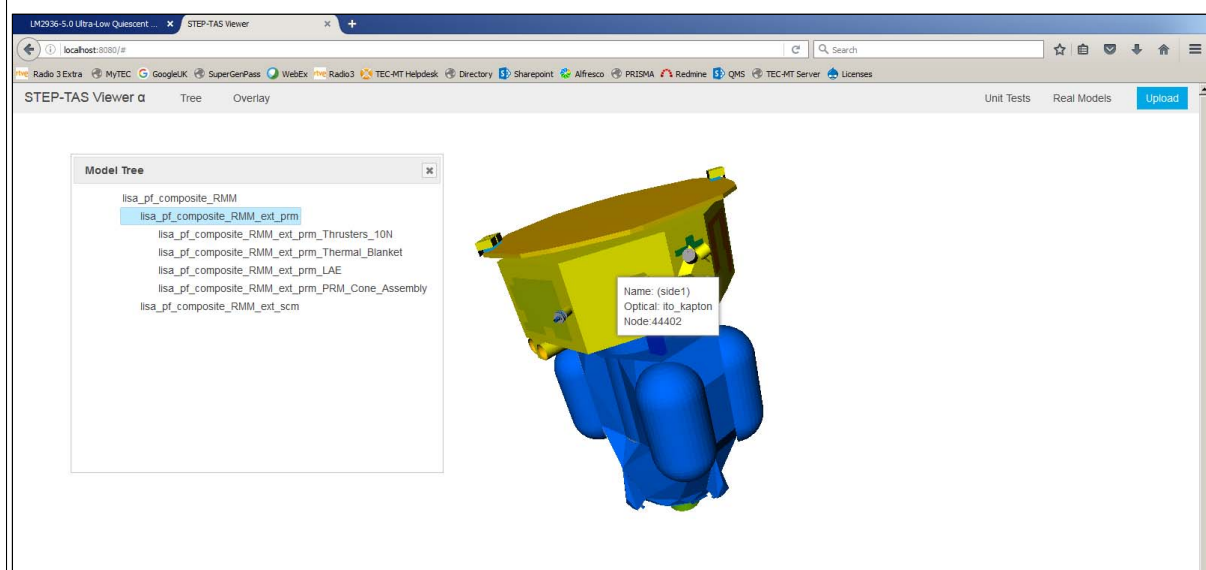 LM2936-5.0 Ultra-Low Quiescent ...
STEP-TAS Viewer
localhost:8080/#
Search
Radio 3 Extra MyTEC GoogleUK SuperGenPass WebEx Radio3 TEC-MT Helpdesk Directory Sharepoint Alfresco PRISMA Redmine QMS TEC-MT Server Licenses
STEP-TAS Viewer α Tree Overlay Unit Tests Real Models Upload
Model Tree
lisa_pf_composite_RMM
lisa_pf_composite_RMM_ext_prm
lisa_pf_composite_RMM_ext_prm_Thrusters_10N
lisa_pf_composite_RMM_ext_prm_Thermal_Blanket
lisa_pf_composite_RMM_ext_prm_LAE
lisa_pf_composite_RMM_ext_prm_PRM_Cone_Assembly
lisa_pf_composite_RMM_ext_scm
Name: (side1)
Optical: ito_kapton
Node:44402